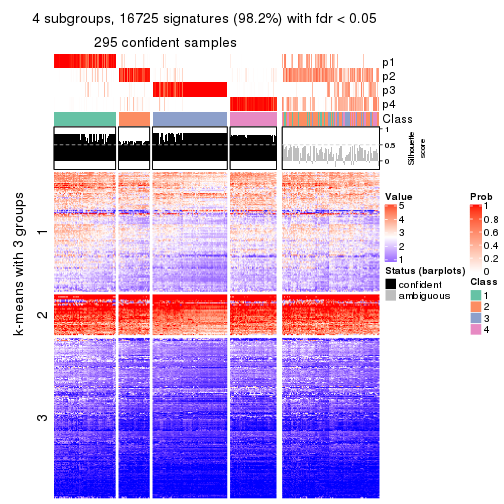 4 subgroups, 16725 signatures (98.2%) with fdr < 0.05
295 confident samples
p1
p2
p3
p4
Class
1
0.5
0
Silhouette
score
k-means with 3 groups
1
2
3
Value
5
4
3
2
1
Status (barplots)
confident
ambiguous
Prob
1
0.8
0.6
0.4
0.2
0
Class
1
2
3
4